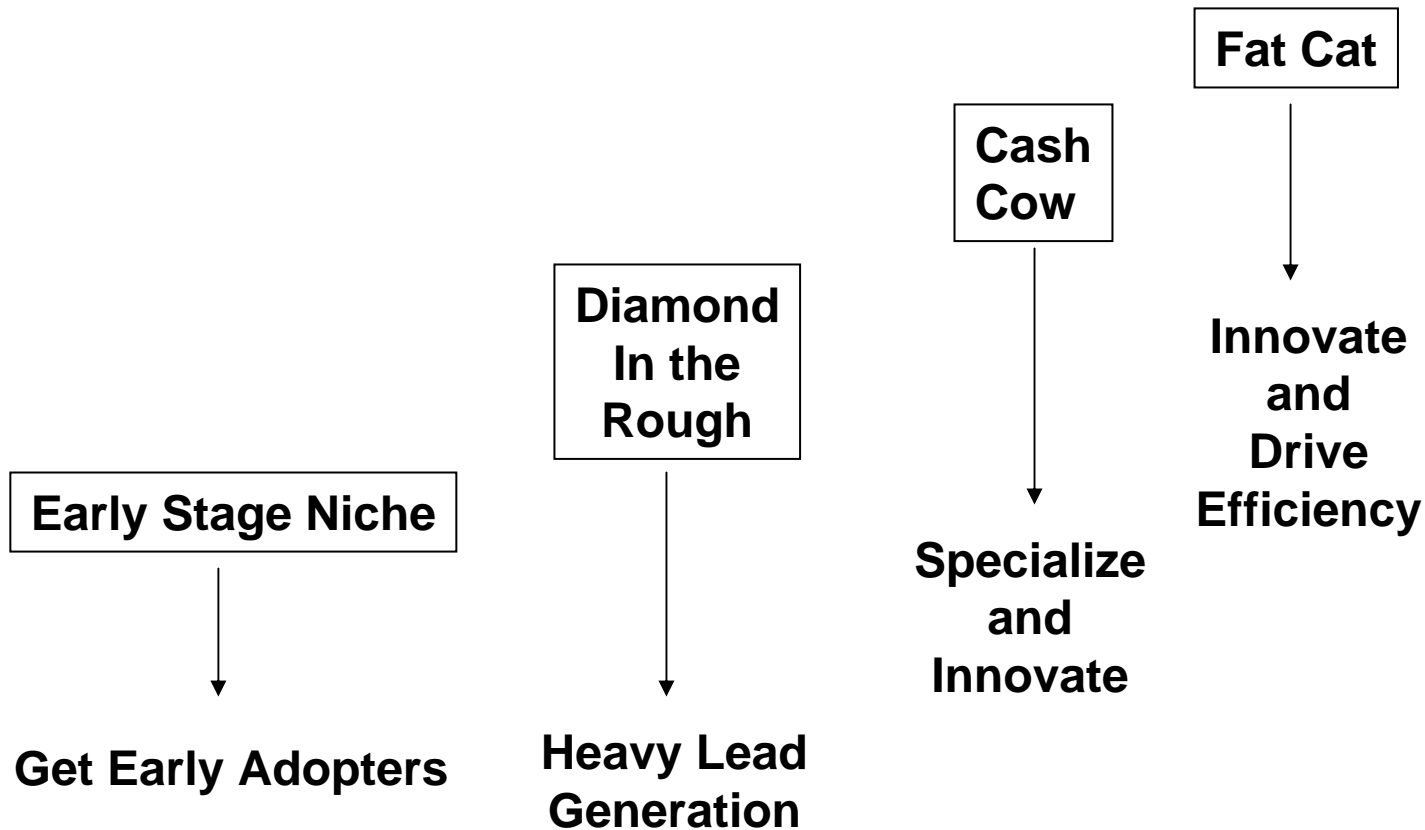 Fat Cat
Cash
Cow
Diamond
In the
Rough
Early Stage Niche
Innovate
and
Drive
Efficiency
Specialize
and
Innovate
Heavy Lead
Generation
Get Early Adopters